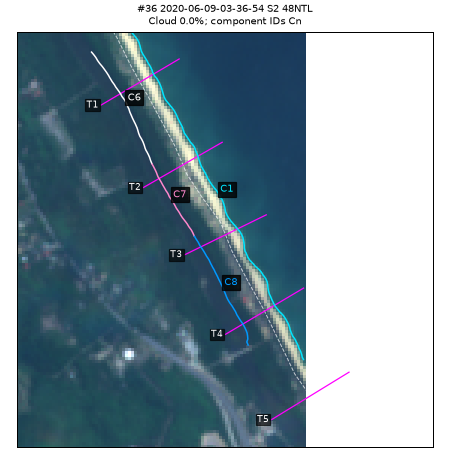 #36 2020-06-09-03-36-54 S2 48NTL
Cloud 0.0%; component IDs Cn
C6
T1
T2
C7
C1
T3
C8
T4
T5